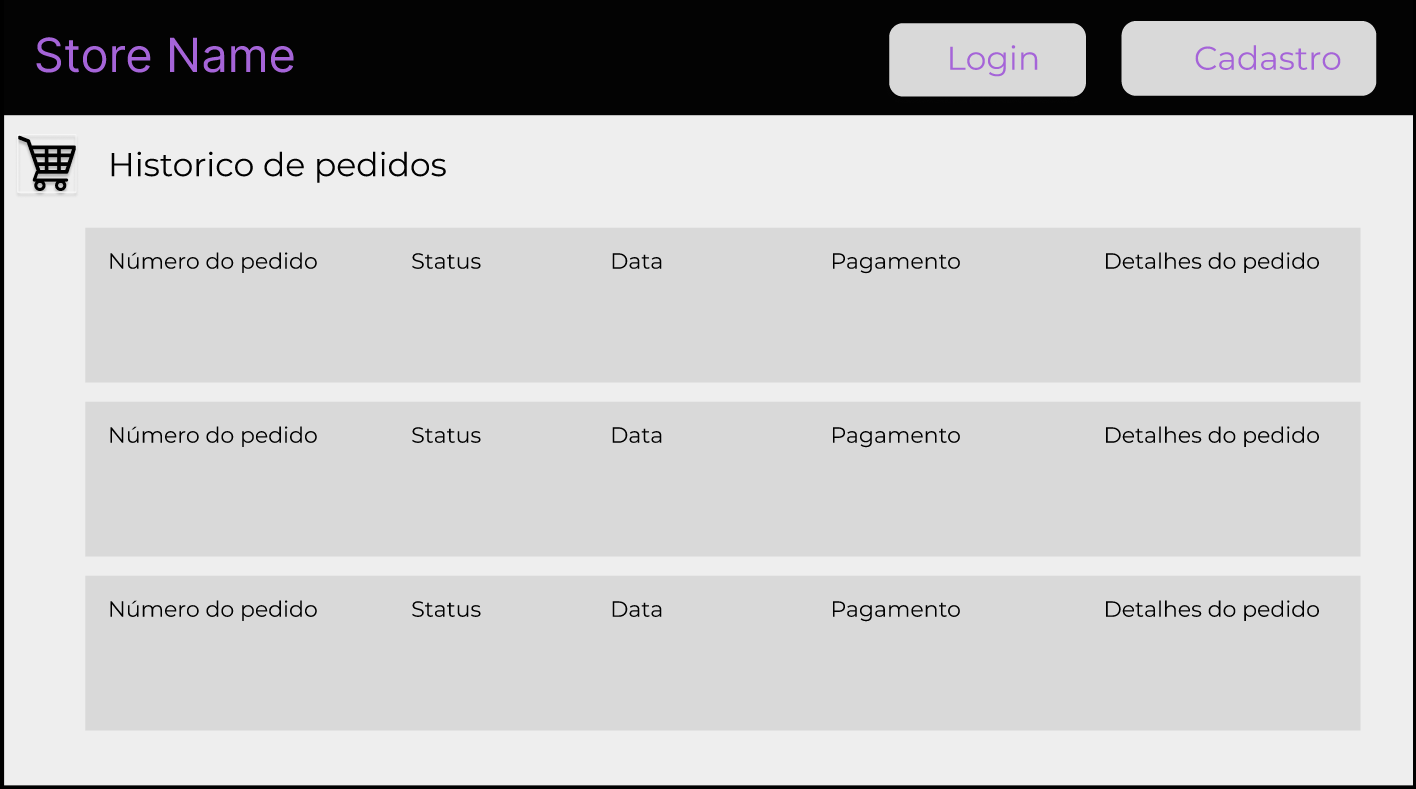 Store Name Login Cadastro
Historico de pedidos
Número do pedido Status Data Pagamento Detalhes do pedido
Número do pedido Status Data Pagamento Detalhes do pedido
Número do pedido Status Data Pagamento Detalhes do pedido